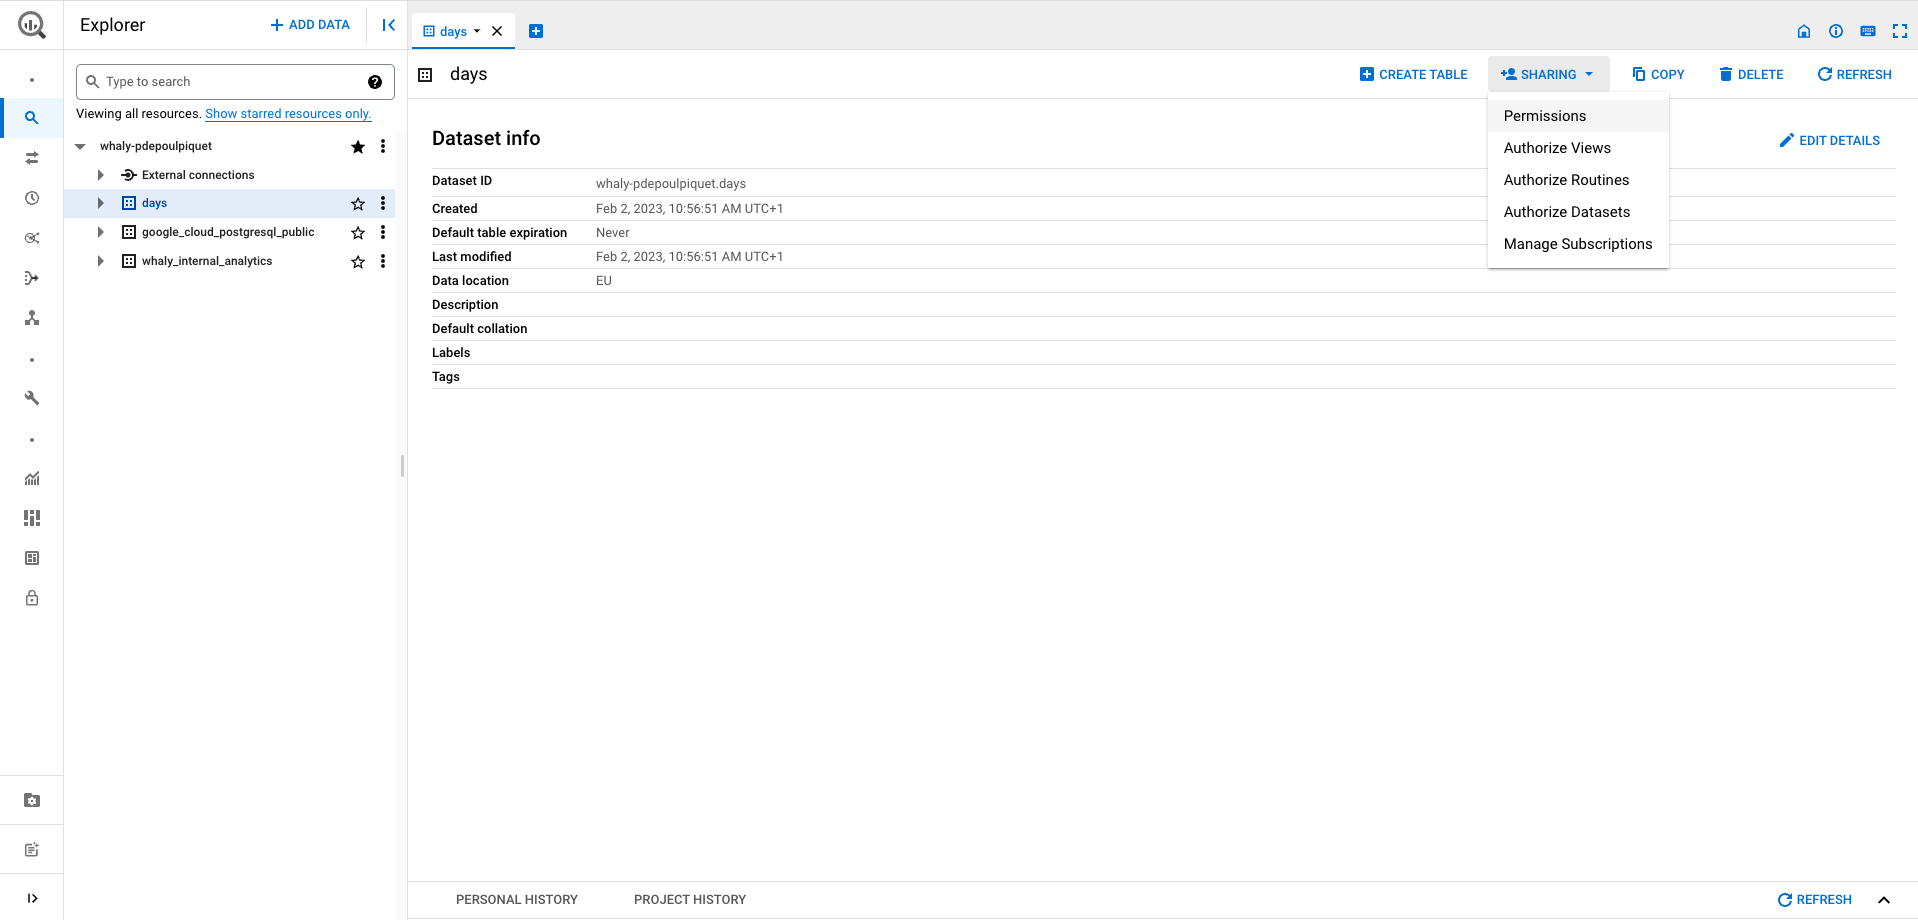 Explorer
ADD DATA
Type to search
Viewing all resources. Show starred resources only.
whaly-pdepoulpiquet
External connections
days
google_cloud_postgresql_public
whaly_internal_analytics
days
days
CREATE TABLE
SHARING
COPY
DELETE
REFRESH
Permissions
Authorize Views
Authorize Routines
Authorize Datasets
Manage Subscriptions
Dataset info
EDIT DETAILS
Dataset ID whaly-pdepoulpiquet.days
Created Feb 2, 2023, 10:56:51 AM UTC+1
Default table expiration Never
Last modified Feb 2, 2023, 10:56:51 AM UTC+1
Data location EU
Description
Default collation
Labels
Tags
PERSONAL HISTORY
PROJECT HISTORY
REFRESH